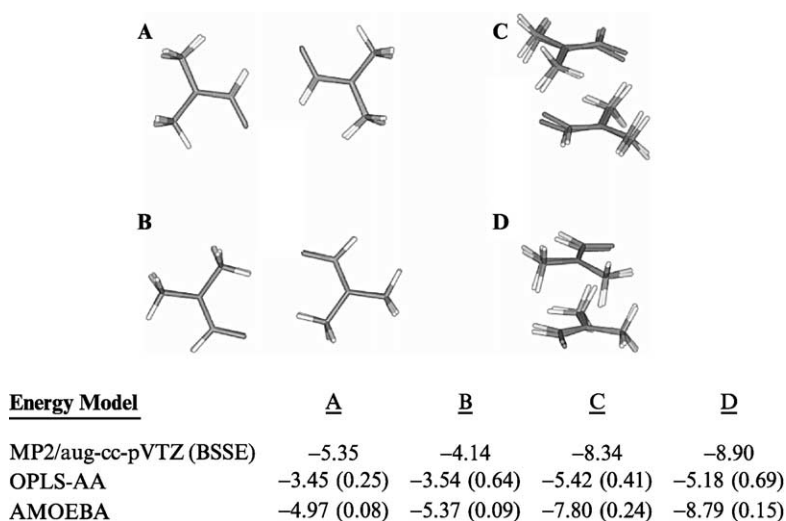 A
C
B
D
Energy Model A B C D
MP2/aug-cc-pVTZ (BSSE) −5.35 −4.14 −8.34 −8.90
OPLS-AA −3.45 (0.25) −3.54 (0.64) −5.42 (0.41) −5.18 (0.69)
AMOEBA −4.97 (0.08) −5.37 (0.09) −7.80 (0.24) −8.79 (0.15)